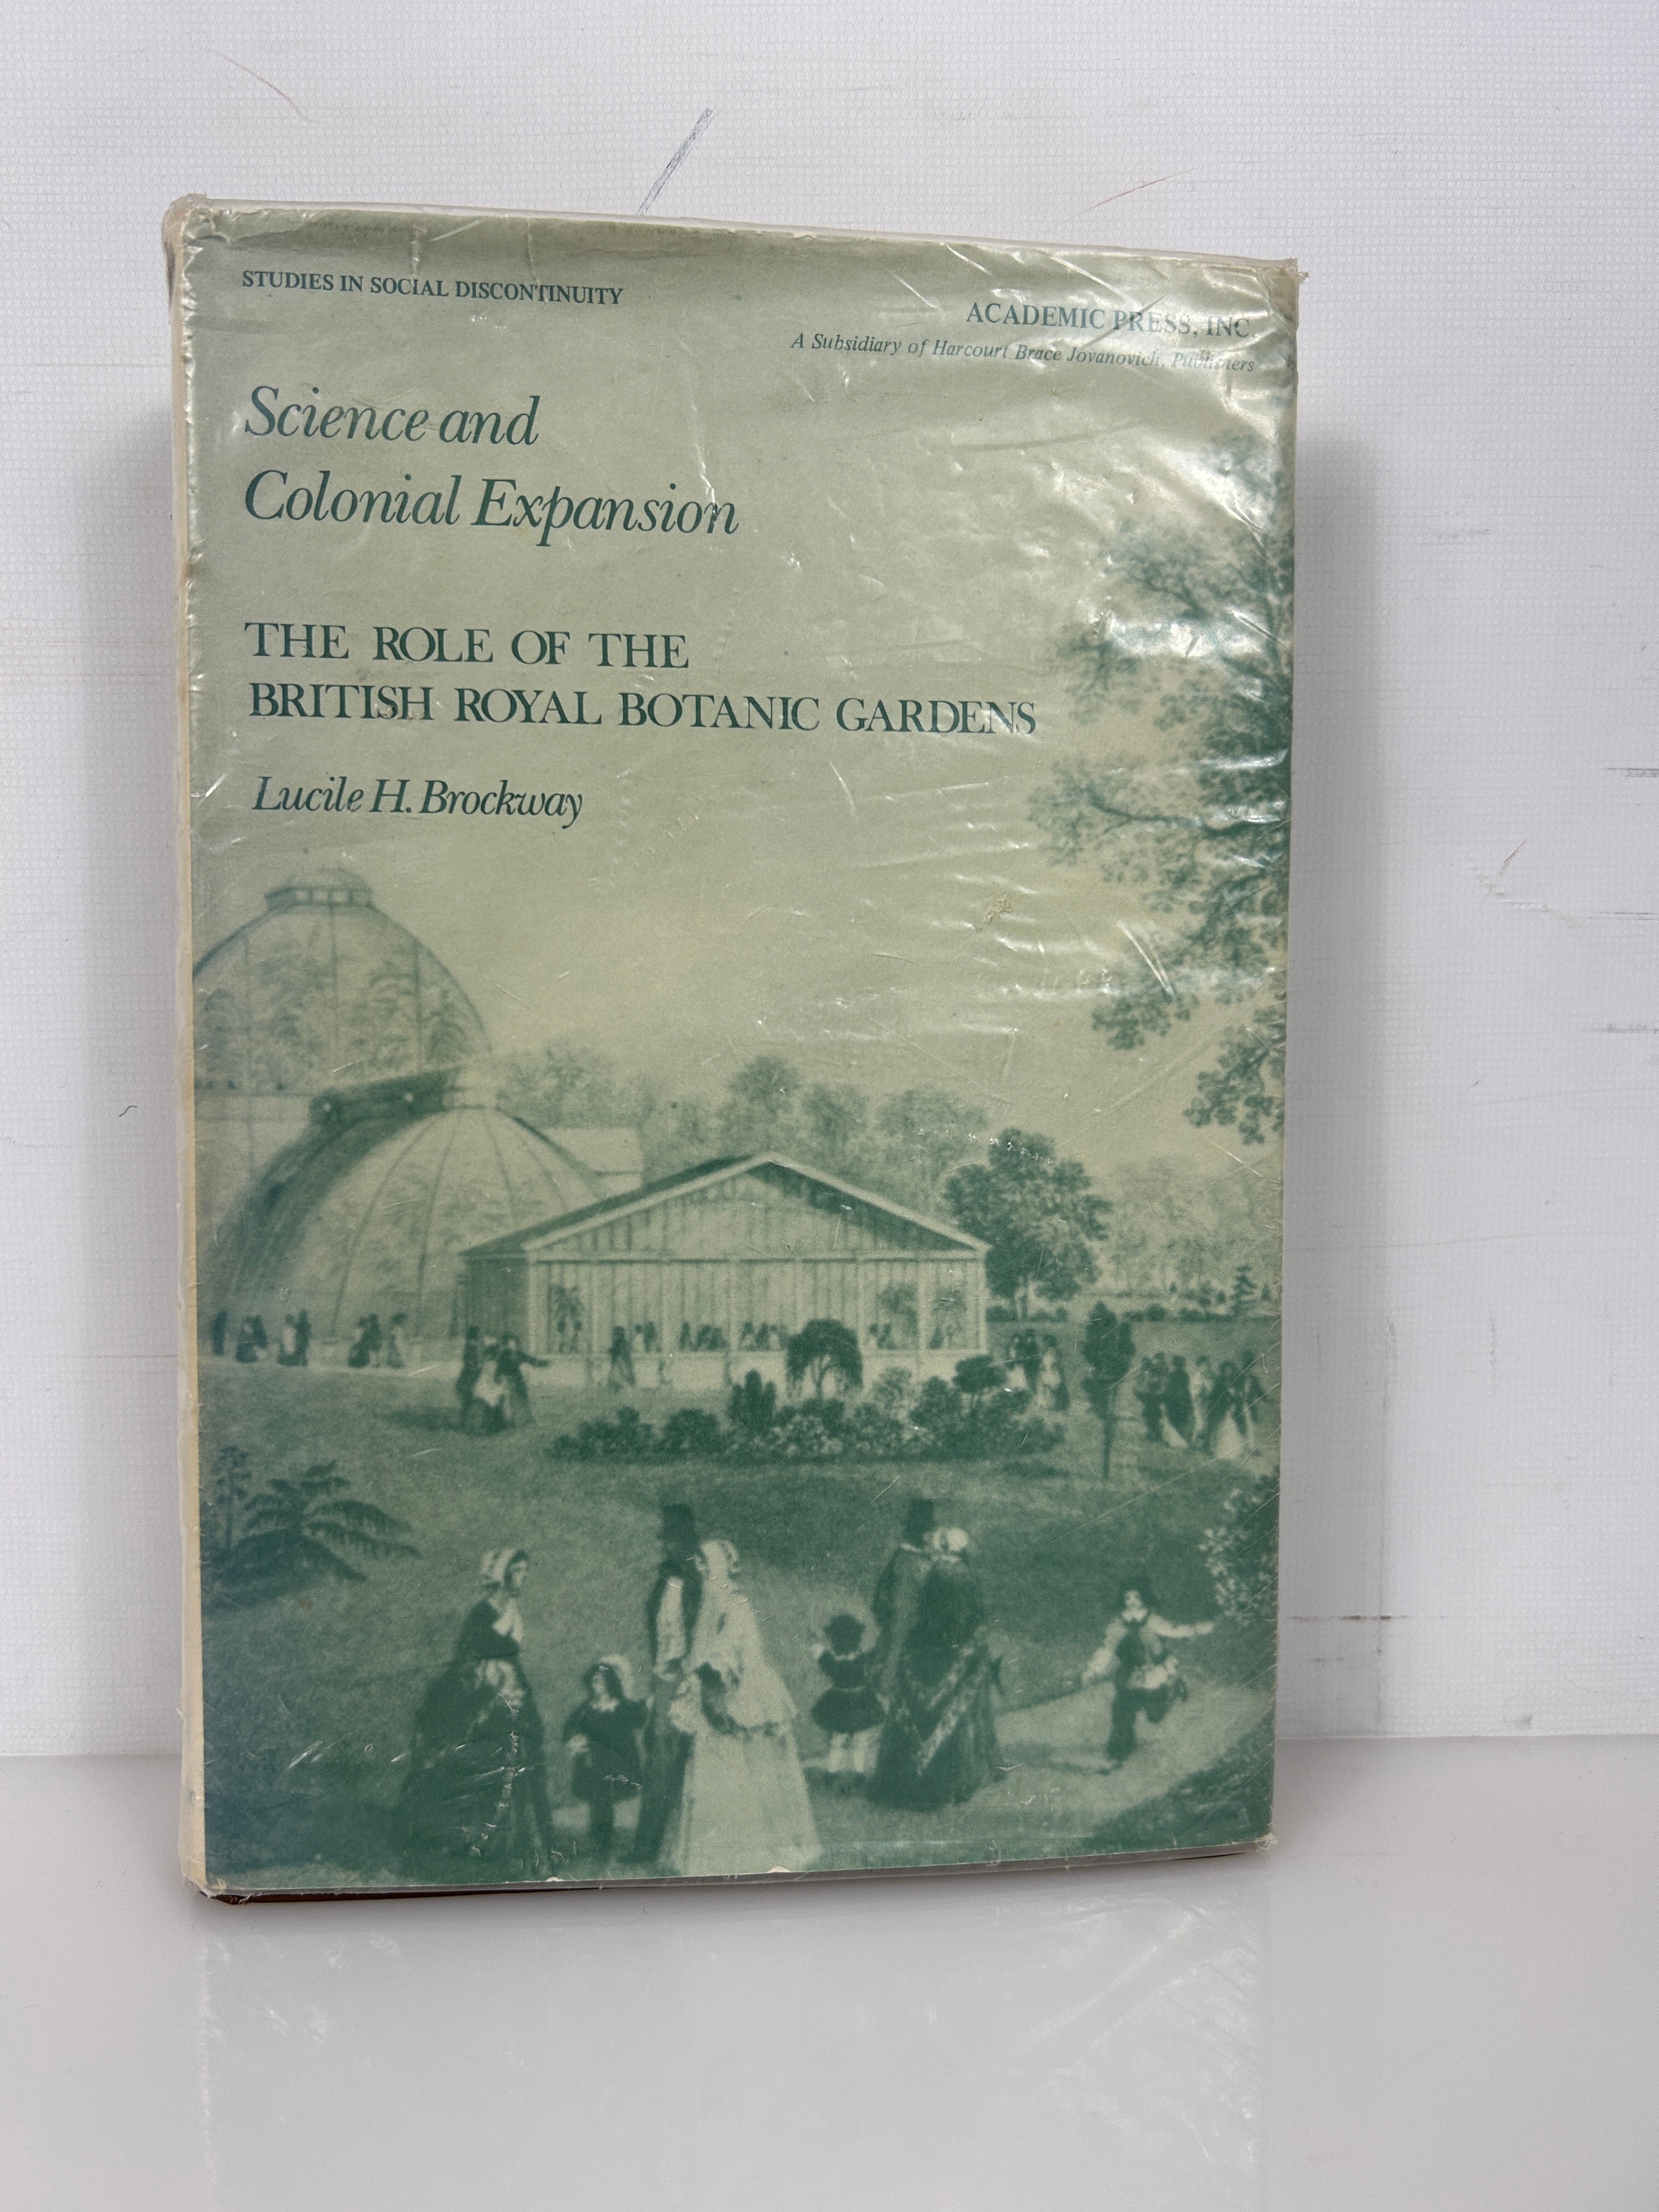 STUDIES IN SOCIAL DISCONTINUITY
ACADEMIC PRESS, INC.
A Subsidiary of Harcourt Brace Jovanovich, Publishers
Science and
Colonial Expansion
THE ROLE OF THE
BRITISH ROYAL BOTANIC GARDENS
Lucile H. Brockway